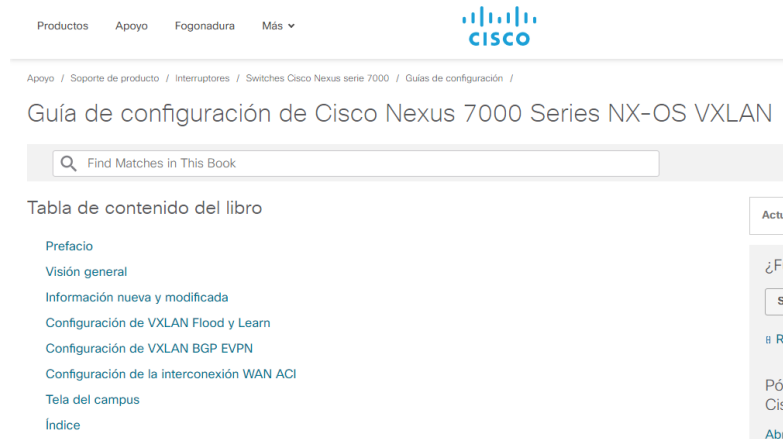 Productos Apoyo Fogonadura Más
CISCO
Apoyo / Soporte de producto / Interruptores / Switches Cisco Nexus serie 7000 / Guías de configuración /
Guía de configuración de Cisco Nexus 7000 Series NX-OS VXLAN
Find Matches in This Book
Tabla de contenido del libro
Prefacio
Visión general
Información nueva y modificada
Configuración de VXLAN Flood y Learn
Configuración de VXLAN BGP EVPN
Configuración de la interconexión WAN ACI
Tela del campus
Índice